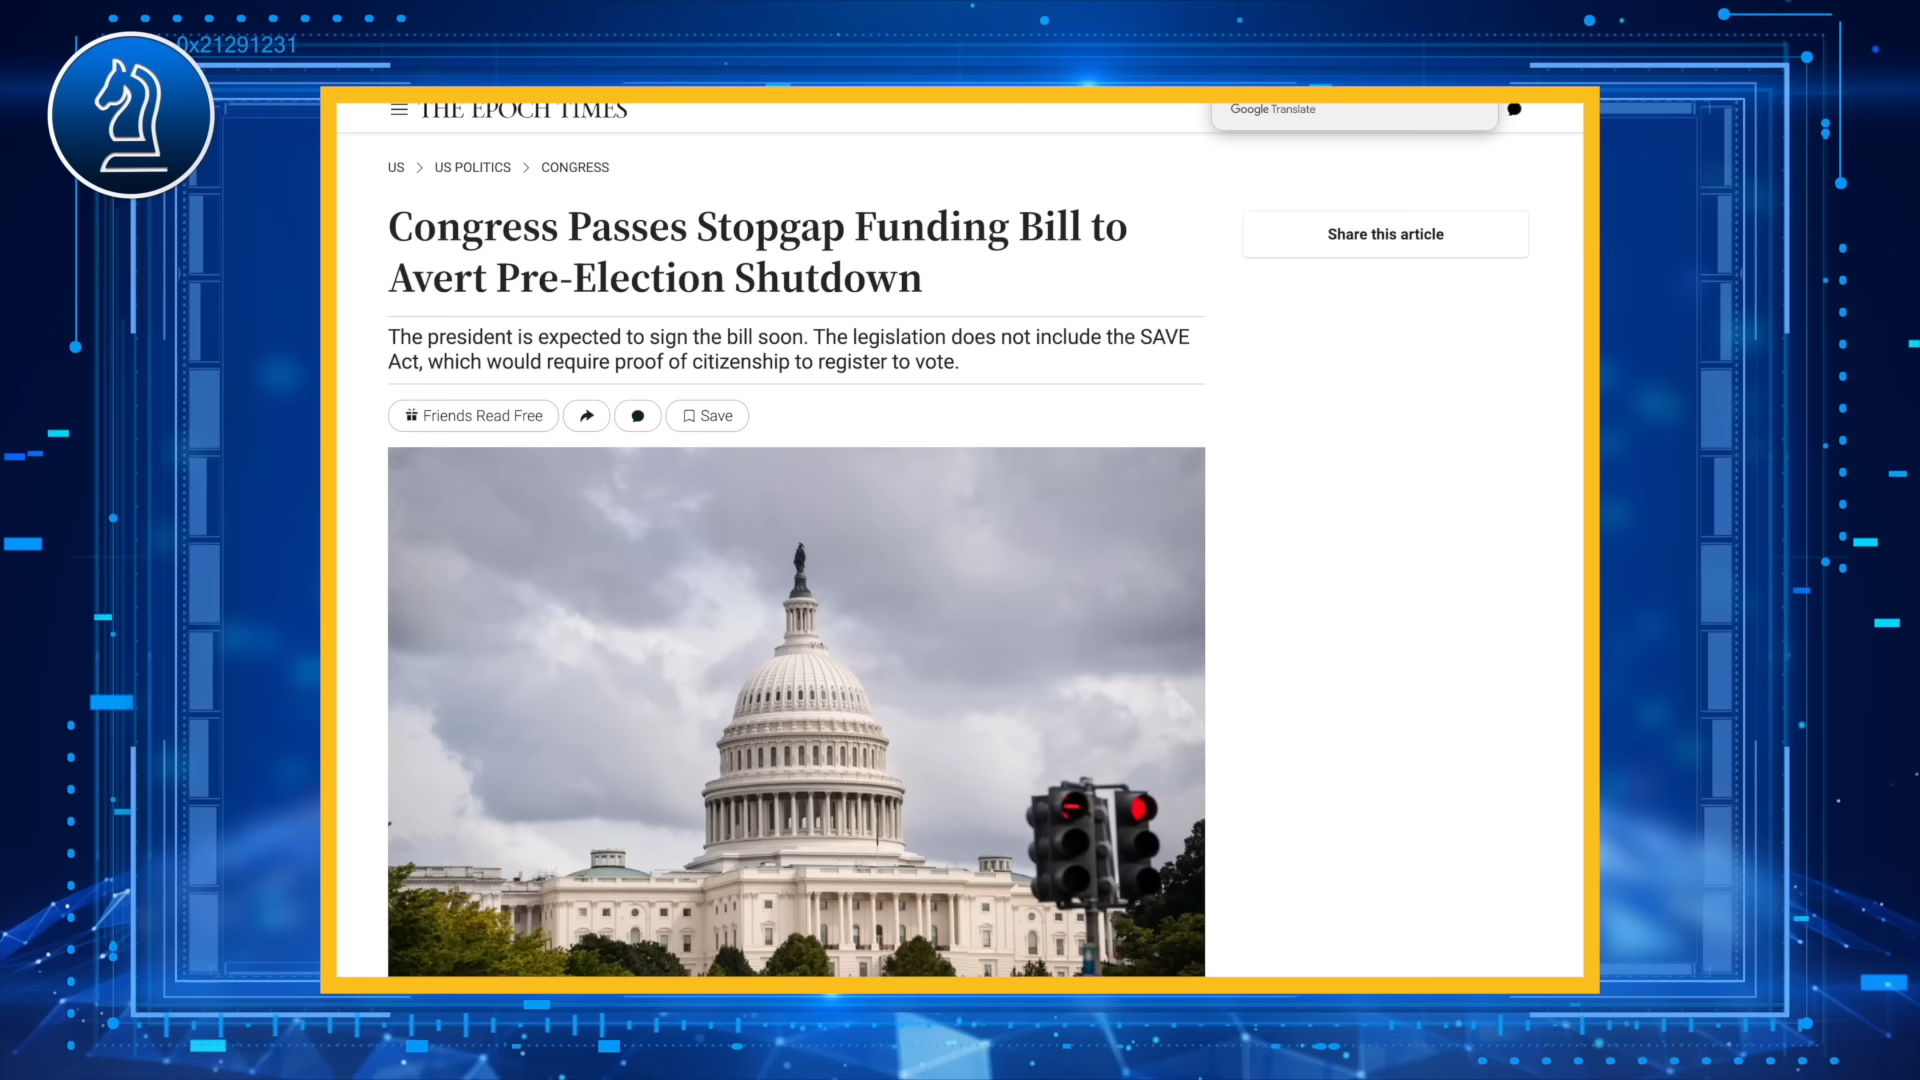 0x21291231
THE EPOCH TIMES
Google Translate
US > US POLITICS > CONGRESS
Congress Passes Stopgap Funding Bill to
Avert Pre-Election Shutdown
Share this article
The president is expected to sign the bill soon. The legislation does not include the SAVE
Act, which would require proof of citizenship to register to vote.
Friends Read Free
Save